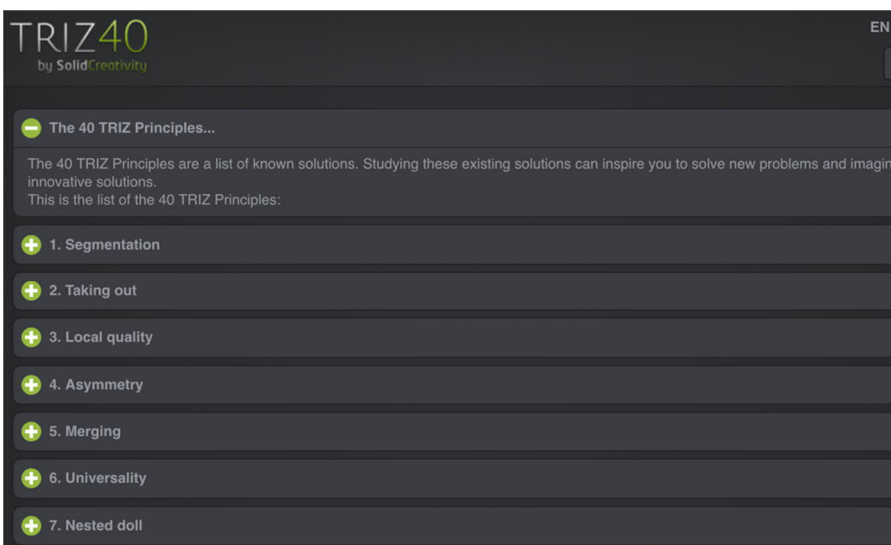 TRIZ40
by SolidCreativity
EN
The 40 TRIZ Principles...
The 40 TRIZ Principles are a list of known solutions. Studying these existing solutions can inspire you to solve new problems and imagin
innovative solutions.
This is the list of the 40 TRIZ Principles:
1. Segmentation
2. Taking out
3. Local quality
4. Asymmetry
5. Merging
6. Universality
7. Nested doll